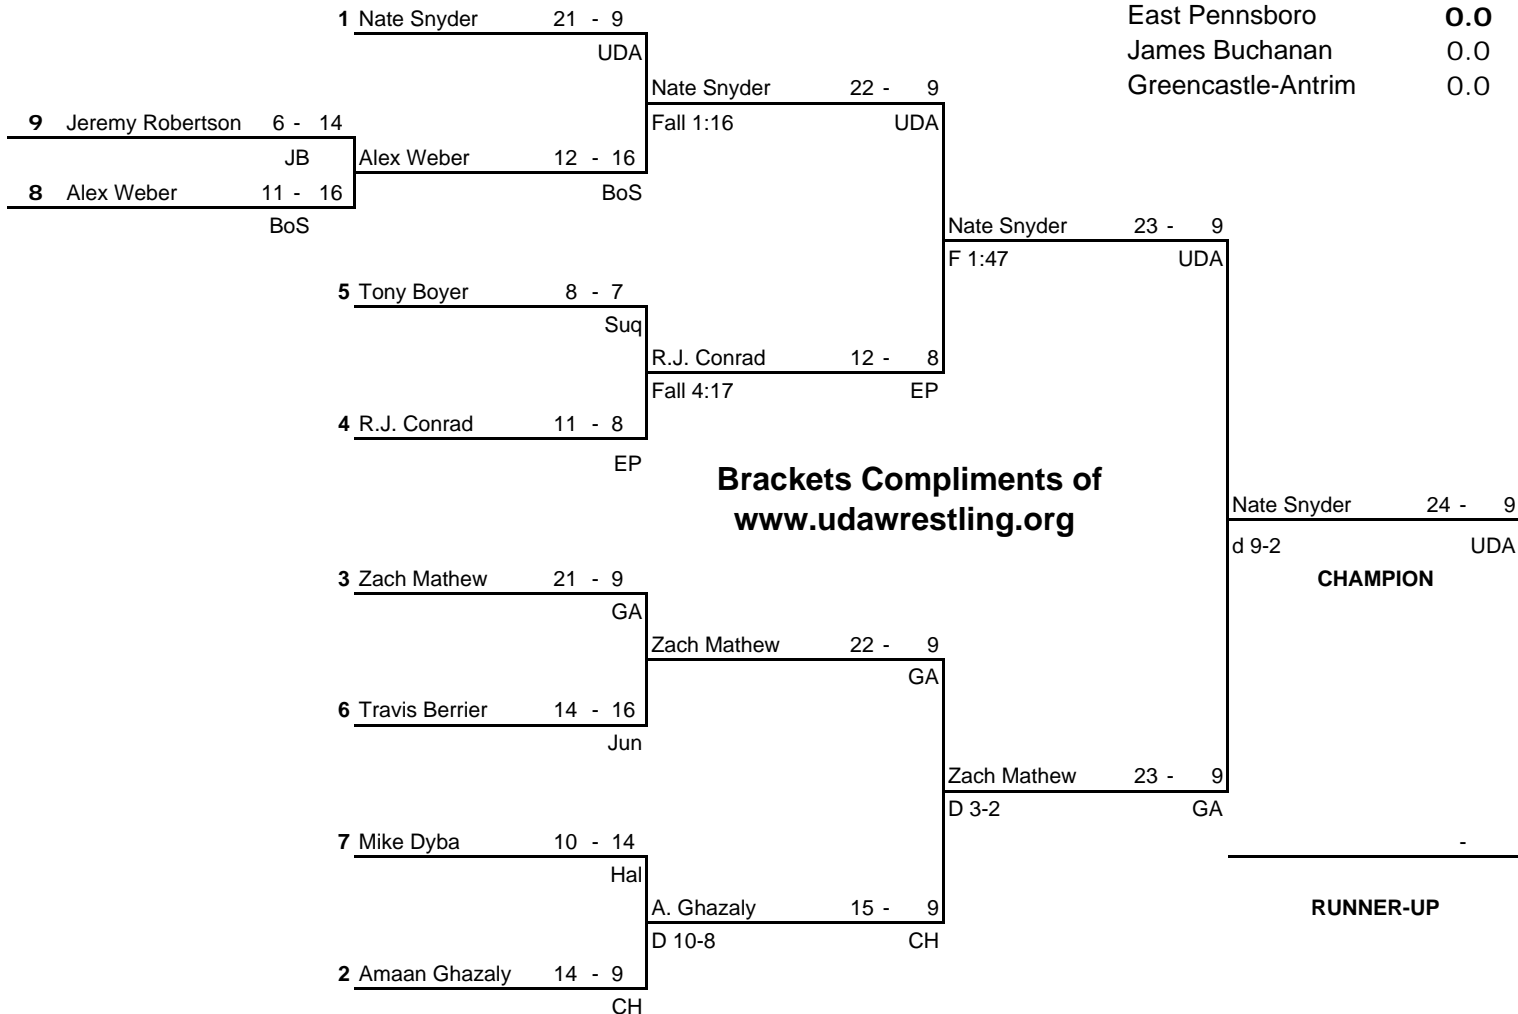 1 Nate Snyder 21 - 9
East Pennsboro 0.0
UDA
James Buchanan 0.0
Nate Snyder 22 - 9
Greencastle-Antrim 0.0
9 Jeremy Robertson 6 - 14
Fall 1:16 UDA
JB
Alex Weber 12 - 16
8 Alex Weber 11 - 16
BoS
BoS
Nate Snyder 23 - 9
F 1:47 UDA
5 Tony Boyer 8 - 7
Suq
R.J. Conrad 12 - 8
Fall 4:17 EP
4 R.J. Conrad 11 - 8
EP
Brackets Compliments of
www.udawrestling.org
Nate Snyder 24 - 9
d 9-2 UDA
CHAMPION
3 Zach Mathew 21 - 9
GA
Zach Mathew 22 - 9
GA
6 Travis Berrier 14 - 16
Jun
Zach Mathew 23 - 9
D 3-2 GA
7 Mike Dyba 10 - 14
-
Hal
A. Ghazaly 15 - 9
RUNNER-UP
D 10-8 CH
2 Amaan Ghazaly 14 - 9
CH